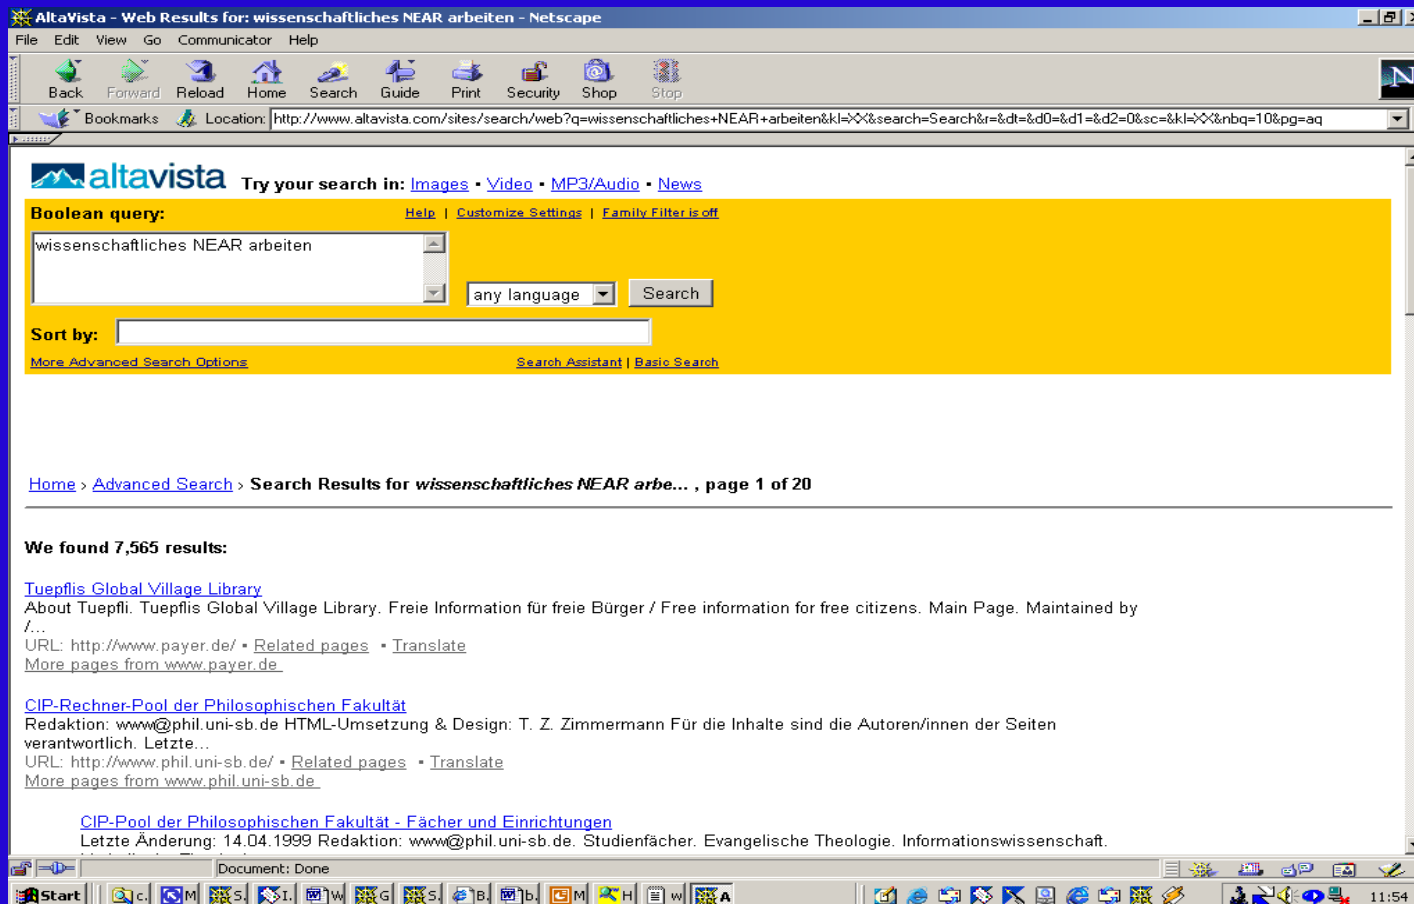 AltaVista - Web Results for: wissenschaftliches NEAR arbeiten - Netscape
File Edit View Go Communicator Help
Back Forward Reload Home Search Guide Print Security Shop Stop
N
Bookmarks Location: http://www.altavista.com/sites/search/web?q=wissenschaftliches+NEAR+arbeiten&kl=XX&search=Search&r=&dt=&d0=&d1=&d2=0&sc=&kl=XX&nbq=10&pg=aq
altavista Try your search in: Images • Video • MP3/Audio • News
Boolean query: Help | Customize Settings | Family Filter is off
wissenschaftliches NEAR arbeiten
any language Search
Sort by:
More Advanced Search Options Search Assistant | Basic Search
Home > Advanced Search > Search Results for wissenschaftliches NEAR arbe... , page 1 of 20
We found 7,565 results:
Tuepflis Global Village Library
About Tuepfli. Tuepflis Global Village Library. Freie Information für freie Bürger / Free information for free citizens. Main Page. Maintained by
/...
URL: http://www.payer.de/ • Related pages • Translate
More pages from www.payer.de
CIP-Rechner-Pool der Philosophischen Fakultät
Redaktion: www@phil.uni-sb.de HTML-Umsetzung & Design: T. Z. Zimmermann Für die Inhalte sind die Autoren/innen der Seiten
verantwortlich. Letzte...
URL: http://www.phil.uni-sb.de/ • Related pages • Translate
More pages from www.phil.uni-sb.de
CIP-Pool der Philosophischen Fakultät - Fächer und Einrichtungen
Letzte Änderung: 14.04.1999 Redaktion: www@phil.uni-sb.de. Studienfächer. Evangelische Theologie. Informationswissenschaft.
Document: Done
Start c. M S. I. W G S. B. b. M H w A 11:54